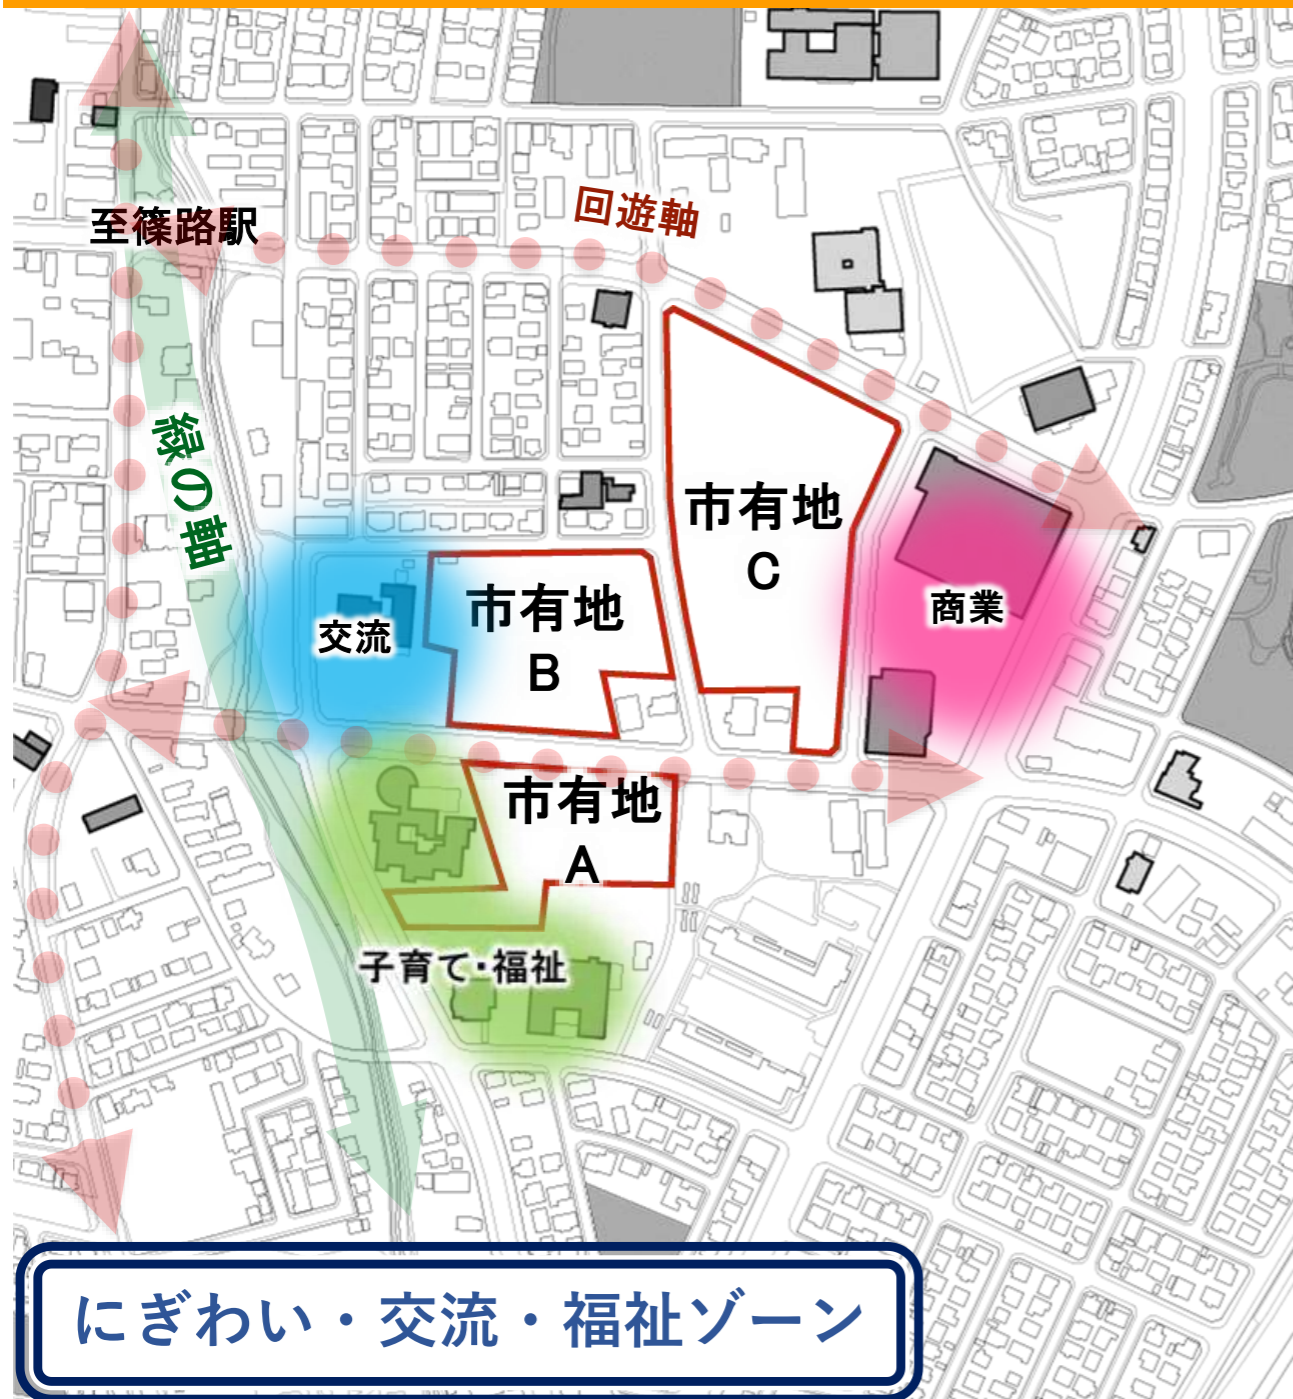 回遊軸
至篠路駅
緑の軸
市有地
C
市有地
B
商業
交流
市有地
A
子育て・福祉
にぎわい・交流・福祉ゾーン